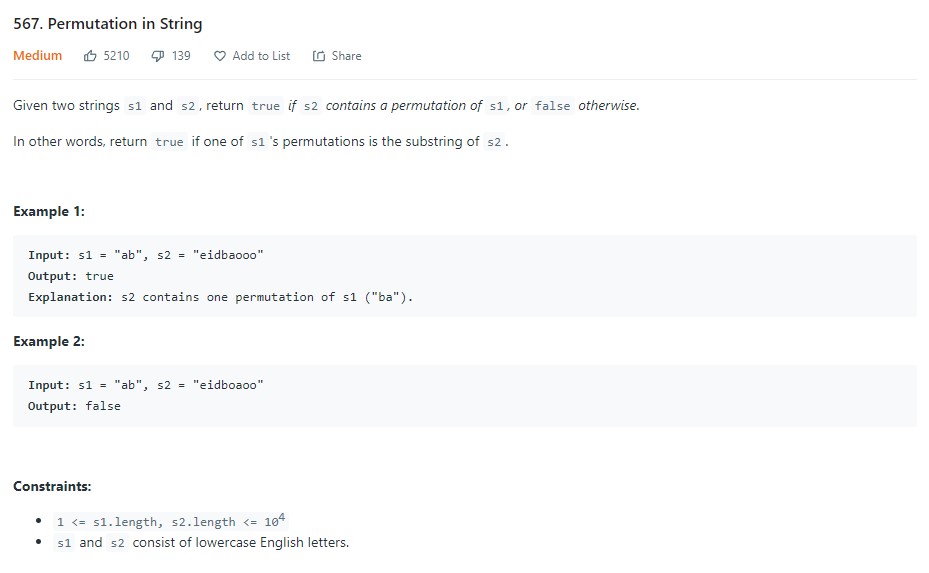 567. Permutation in String
Medium 5210 139 Add to List Share
Given two strings s1 and s2, return true if s2 contains a permutation of s1, or false otherwise.
In other words, return true if one of s1's permutations is the substring of s2.
Example 1:
Input: s1 = "ab", s2 = "eidbaooo"
Output: true
Explanation: s2 contains one permutation of s1 ("ba").
Example 2:
Input: s1 = "ab", s2 = "eidboaoo"
Output: false
Constraints:
• 1 <= s1.length, s2.length <= 10⁴
• s1 and s2 consist of lowercase English letters.